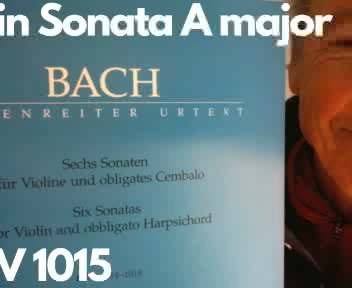 in Sonata A major
BACH
ENREITER URTEXT
Sechs Sonaten
für Violine und obligates Cembalo
Six Sonatas
or Violin and obbligato Harpsichord
V 1015